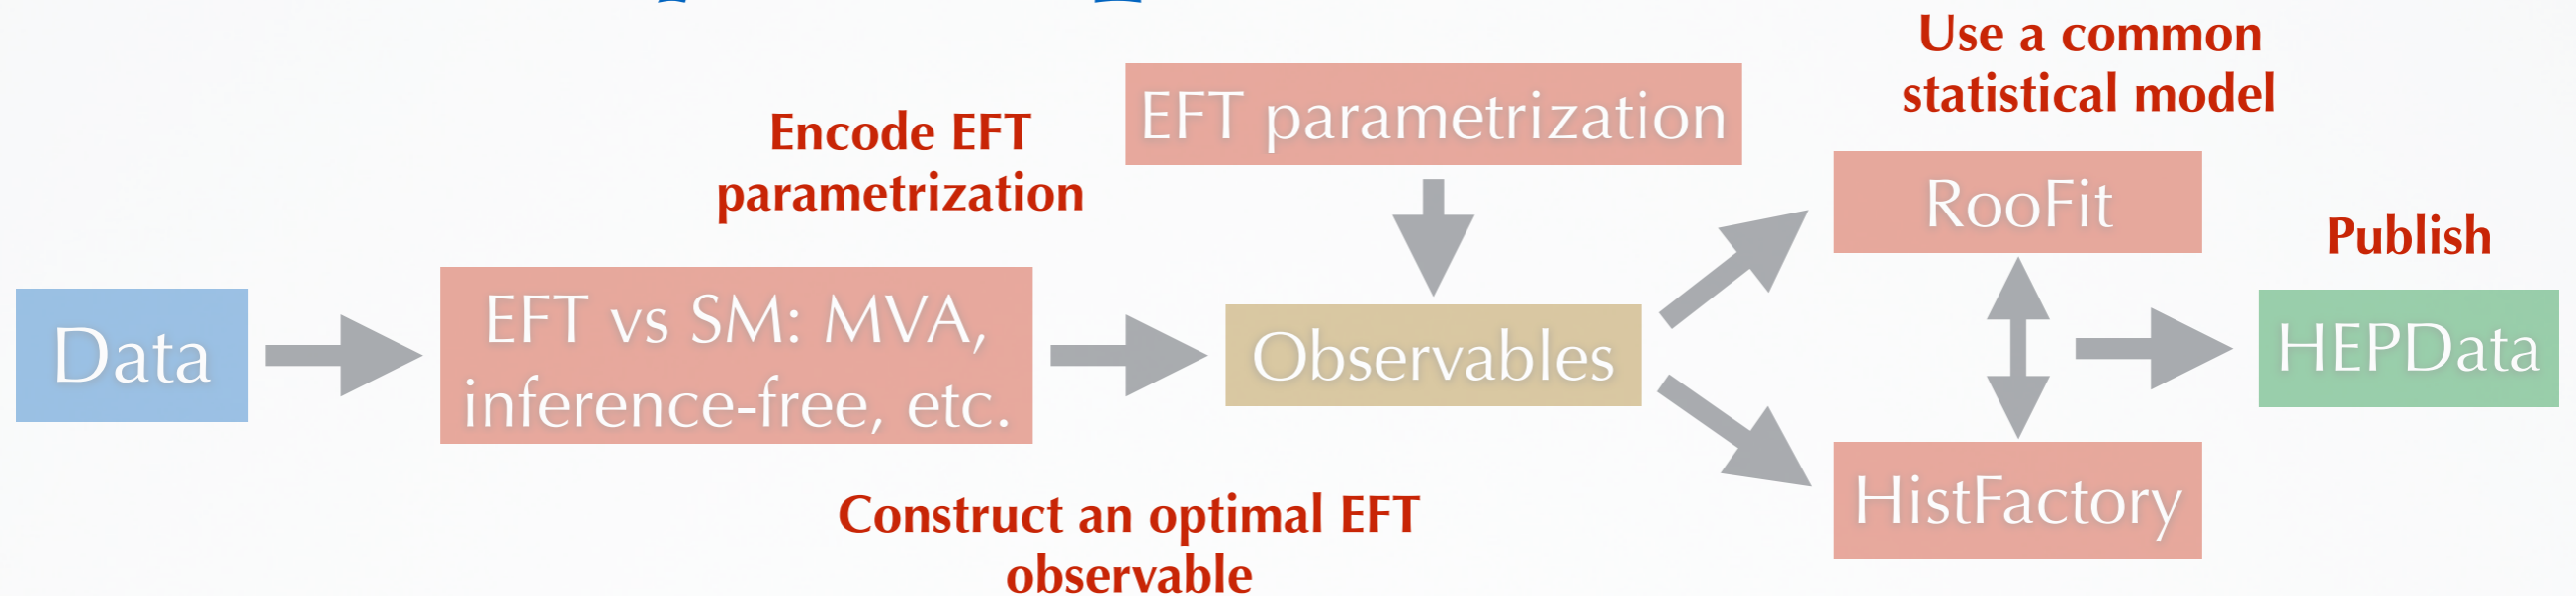 Use a common
statistical model
EFT parametrization
Encode EFT
parametrization
RooFit
Publish
Data
EFT vs SM: MVA,
inference-free, etc.
Observables
HEPData
HistFactory
Construct an optimal EFT
observable